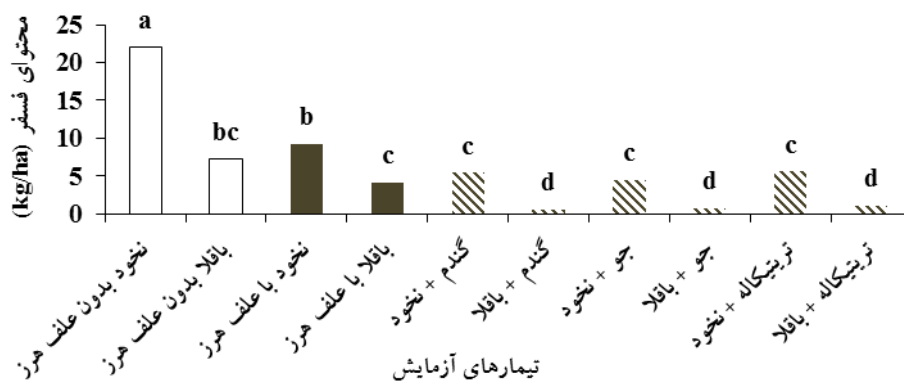 محتوای فسفر
(kg/ha)
25
20
15
10
5
0
a
bc
b
c
c
d
c
d
c
d
نخود بدون علف هرز
باقلا بدون علف هرز
نخود با علف هرز
باقلا با علف هرز
گندم + نخود
گندم + باقلا
جو + نخود
جو + باقلا
تریتیکاله + نخود
تریتیکاله + باقلا
تیمارهای آزمایش